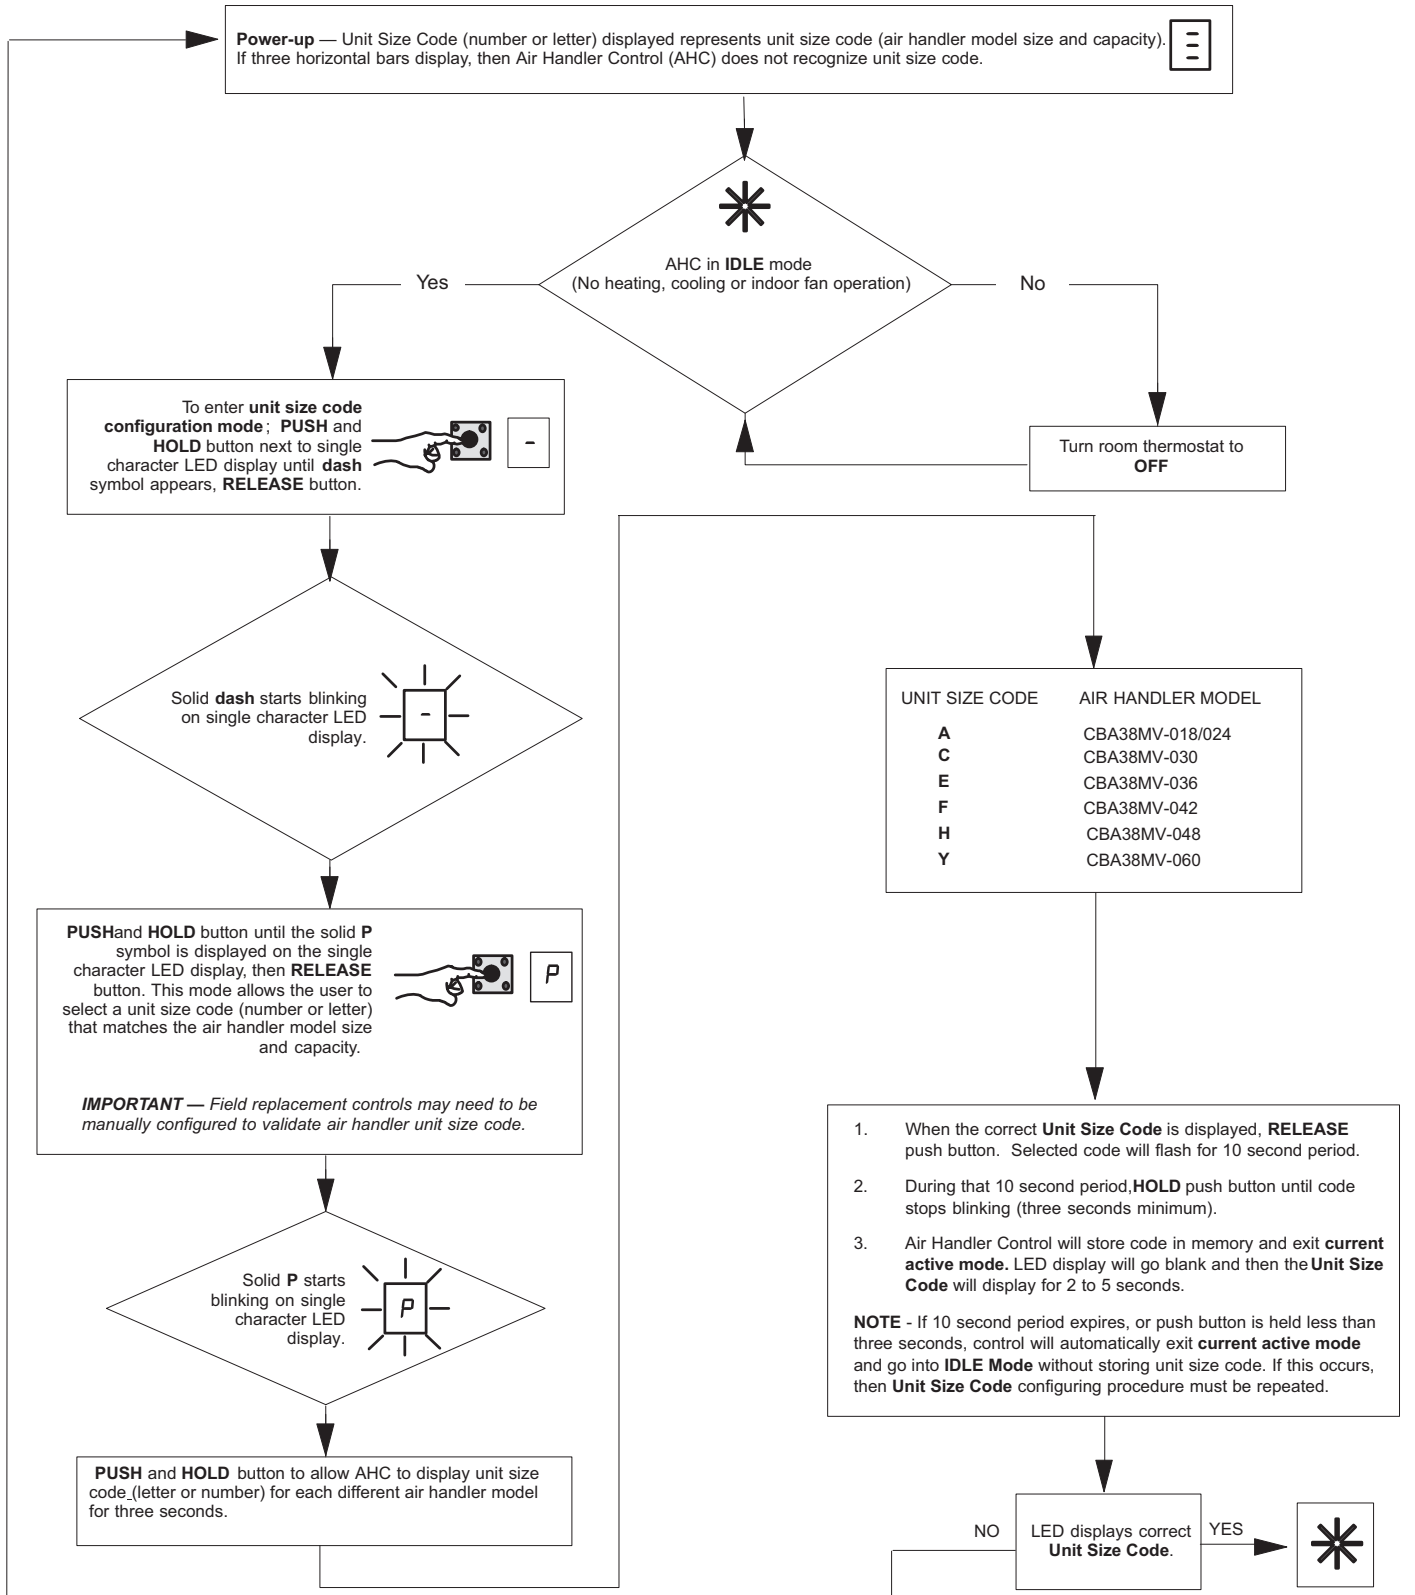 Power-up — Unit Size Code (number or letter) displayed represents unit size code (air handler model size and capacity).
If three horizontal bars display, then Air Handler Control (AHC) does not recognize unit size code.
AHC in IDLE mode
(No heating, cooling or indoor fan operation)
Yes
No
Turn room thermostat to
OFF
To enter unit size code
configuration mode; PUSH and
HOLD button next to single
character LED display until dash
symbol appears, RELEASE button.
-
Solid dash starts blinking
on single character LED
display.
-
PUSHand HOLD button until the solid P
symbol is displayed on the single
character LED display, then RELEASE
button. This mode allows the user to
select a unit size code (number or letter)
that matches the air handler model size
and capacity.
P
IMPORTANT — Field replacement controls may need to be
manually configured to validate air handler unit size code.
Solid P starts
blinking on single
character LED
display.
P
PUSH and HOLD button to allow AHC to display unit size
code_(letter or number) for each different air handler model
for three seconds.
UNIT SIZE CODE AIR HANDLER MODEL
A CBA38MV-018/024
C CBA38MV-030
E CBA38MV-036
F CBA38MV-042
H CBA38MV-048
Y CBA38MV-060
1. When the correct Unit Size Code is displayed, RELEASE
push button. Selected code will flash for 10 second period.
2. During that 10 second period,HOLD push button until code
stops blinking (three seconds minimum).
3. Air Handler Control will store code in memory and exit current
active mode. LED display will go blank and then the Unit Size
Code will display for 2 to 5 seconds.
NOTE - If 10 second period expires, or push button is held less than
three seconds, control will automatically exit current active mode
and go into IDLE Mode without storing unit size code. If this occurs,
then Unit Size Code configuring procedure must be repeated.
NO
LED displays correct
Unit Size Code.
YES